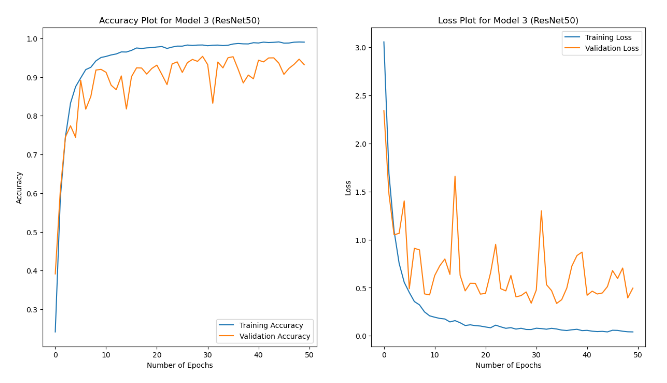 Accuracy Plot for Model 3 (ResNet50)
1.0
0.9
0.8
0.7
0.6
0.5
0.4
0.3
Accuracy
Training Accuracy
Validation Accuracy
0 10 20 30 40 50
Number of Epochs
Loss Plot for Model 3 (ResNet50)
Training Loss
Validation Loss
3.0
2.5
2.0
1.5
1.0
0.5
0.0
Loss
0 10 20 30 40 50
Number of Epochs